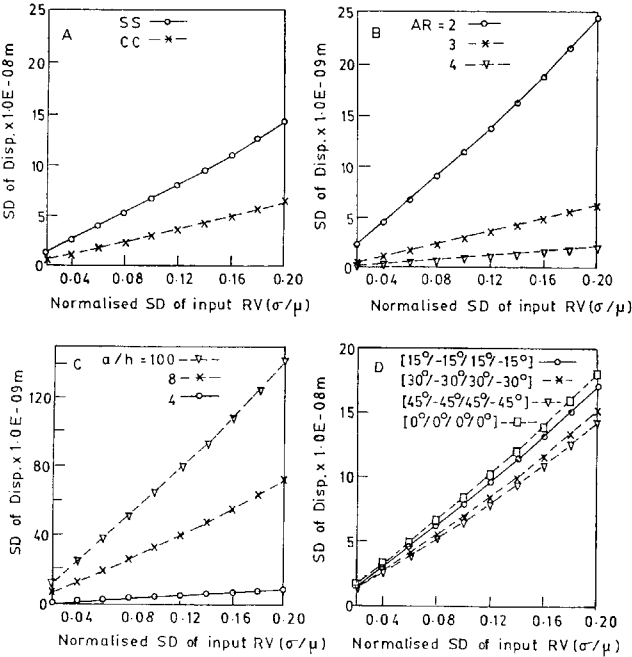 A
SS
CC
25
20
15
10
5
0
0.04 0.08 0.12 0.16 0.20
SD of Disp. x 1.0E-08m
Normalised SD of input RV (σ/μ)
B
AR = 2
3
4
25
20
15
10
5
0
0.04 0.08 0.12 0.16 0.20
SD of Disp. x 1.0E-09m
Normalised SD of input RV (σ/μ)
C
a/h = 100
8
4
120
80
40
0
0.04 0.08 0.12 0.16 0.20
SD of Disp. x 1.0E-09m
Normalised SD of input RV (σ/μ)
D
[15°/-15°/15°/-15°]
[30°/-30°/30°/-30°]
[45°/-45°/45°/-45°]
[0°/0°/0°/0°]
20
15
10
5
0
0.04 0.08 0.12 0.16 0.20
SD of Disp. x 1.0E-08m
Normalised SD of input RV (σ/μ)